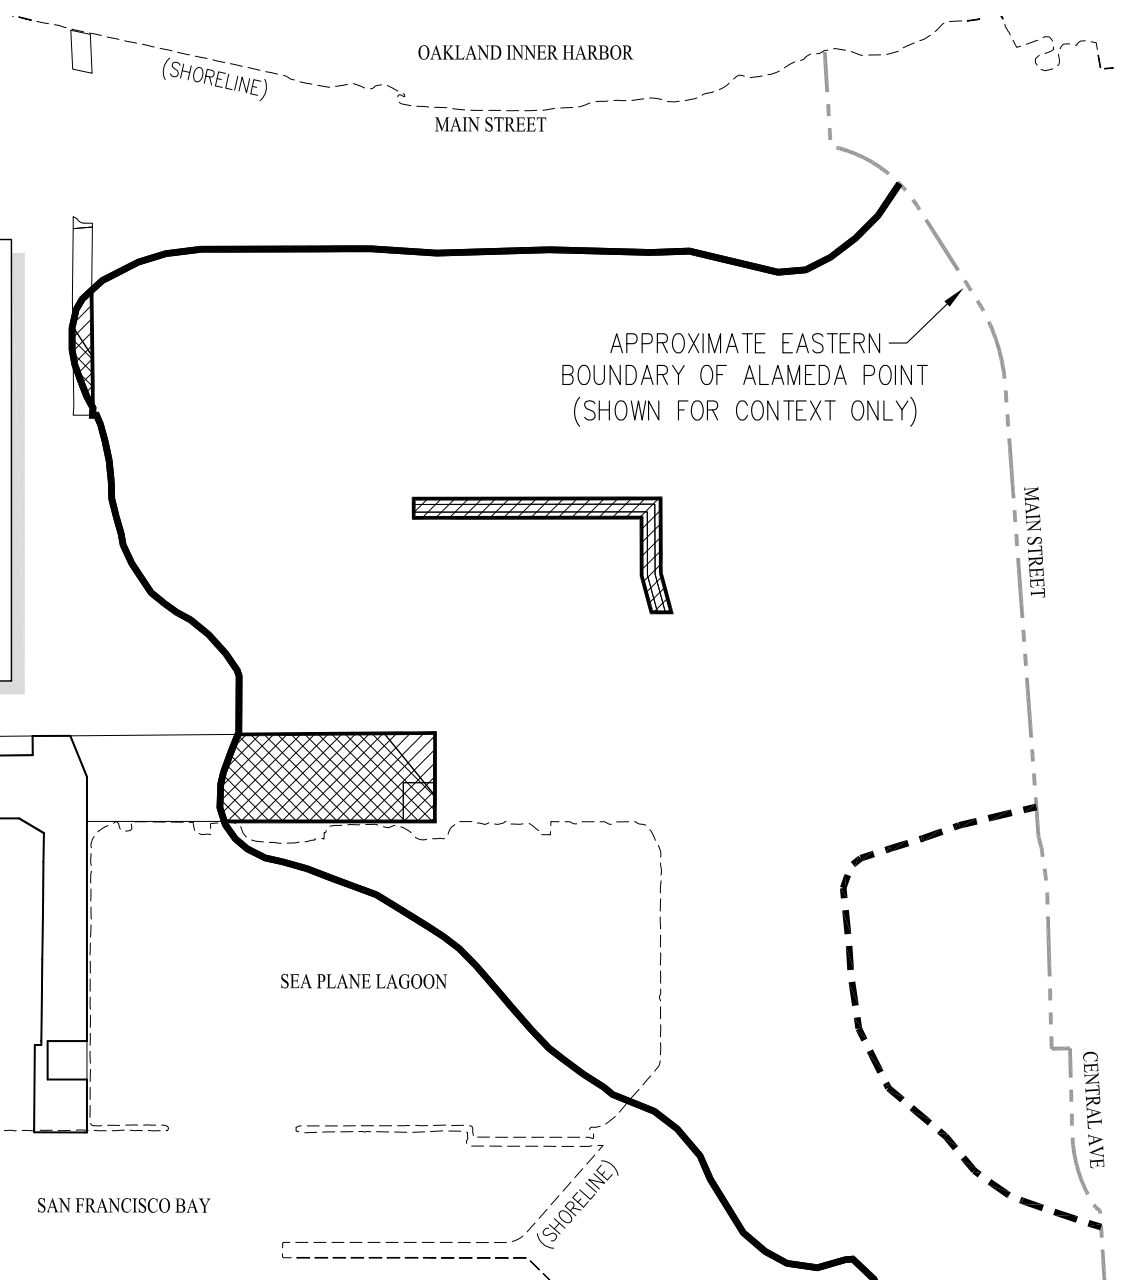 OAKLAND INNER HARBOR
(SHORELINE)
MAIN STREET
APPROXIMATE EASTERN
BOUNDARY OF ALAMEDA POINT
(SHOWN FOR CONTEXT ONLY)
MAIN STREET
SEA PLANE LAGOON
CENTRAL AVE
(SHORELINE)
SAN FRANCISCO BAY